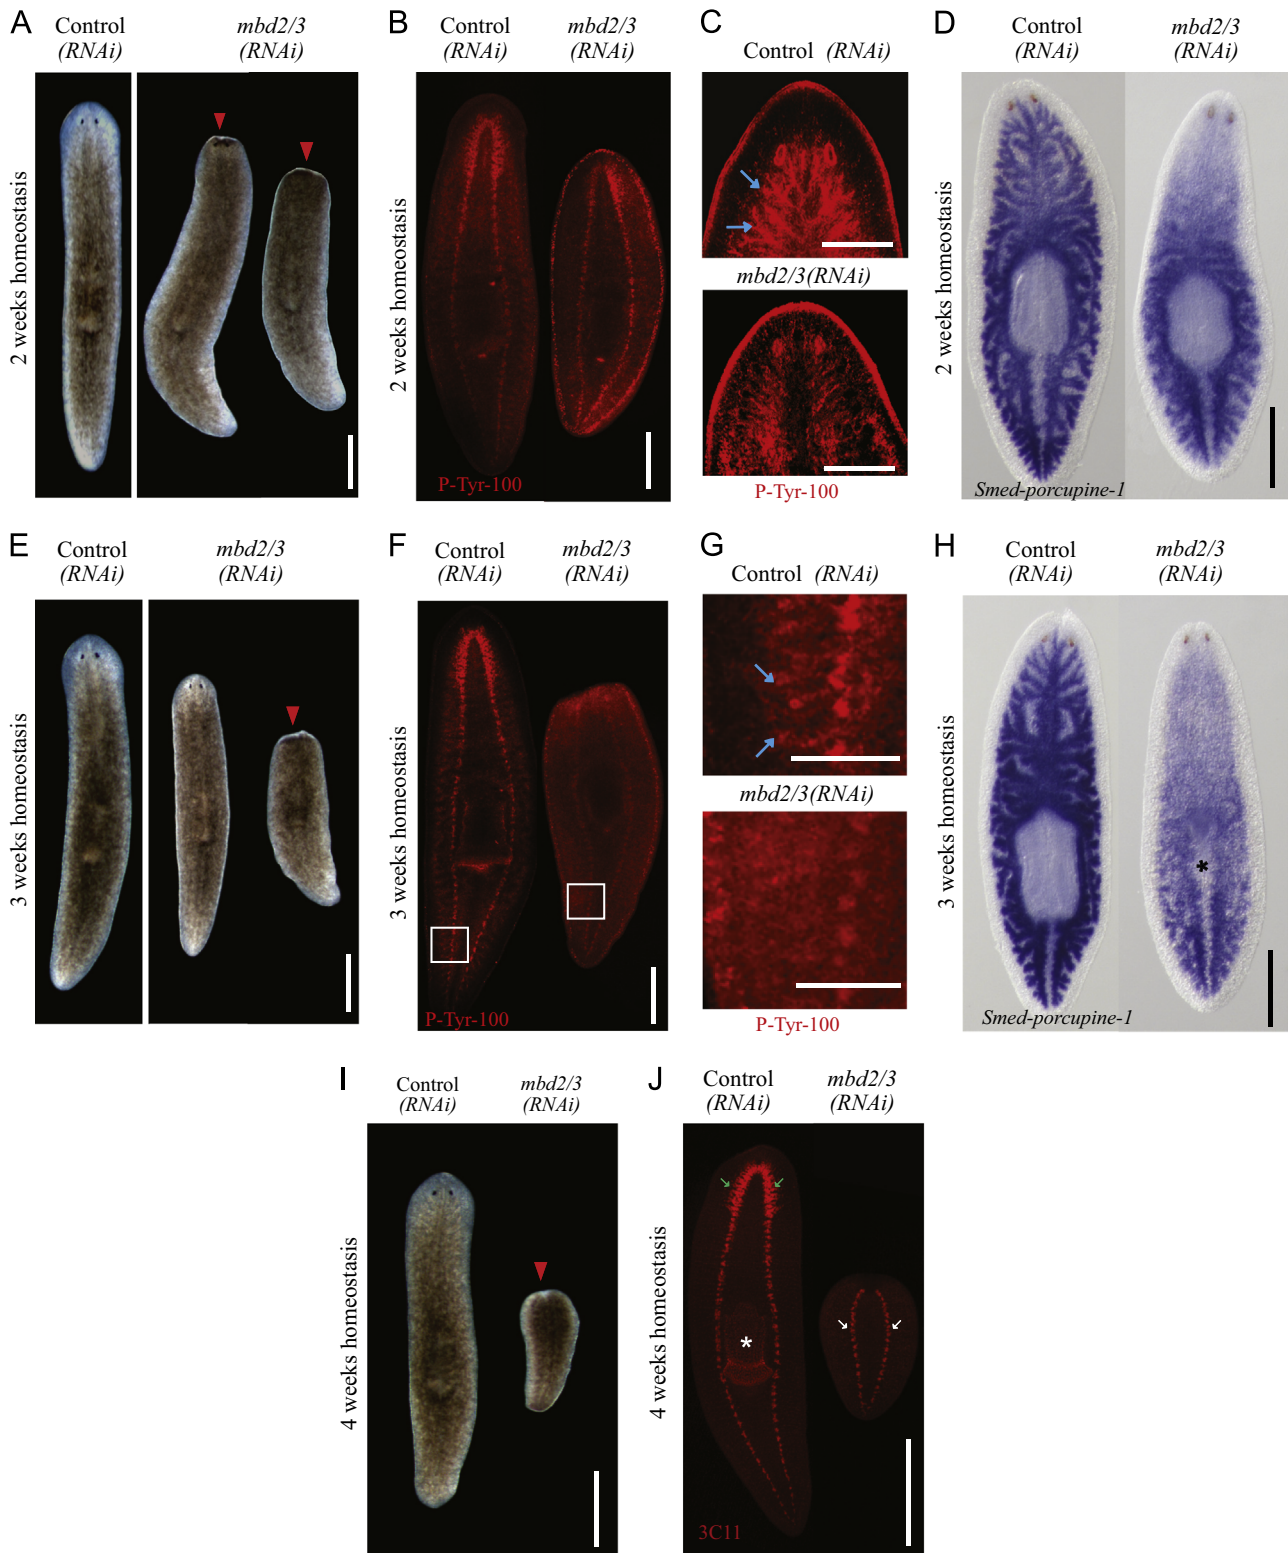 A
Control
(RNAi)
mbd2/3
(RNAi)
2 weeks homeostasis
B
Control
(RNAi)
mbd2/3
(RNAi)
2 weeks homeostasis
P-Tyr-100
C
Control (RNAi)
mbd2/3(RNAi)
P-Tyr-100
D
Control
(RNAi)
mbd2/3
(RNAi)
2 weeks homeostasis
Smed-porcupine-1
E
Control
(RNAi)
mbd2/3
(RNAi)
3 weeks homeostasis
F
Control
(RNAi)
mbd2/3
(RNAi)
3 weeks homeostasis
P-Tyr-100
G
Control (RNAi)
mbd2/3(RNAi)
P-Tyr-100
H
Control
(RNAi)
mbd2/3
(RNAi)
3 weeks homeostasis
*
Smed-porcupine-1
I
Control
(RNAi)
mbd2/3
(RNAi)
4 weeks homeostasis
J
Control
(RNAi)
mbd2/3
(RNAi)
4 weeks homeostasis
*
3C11